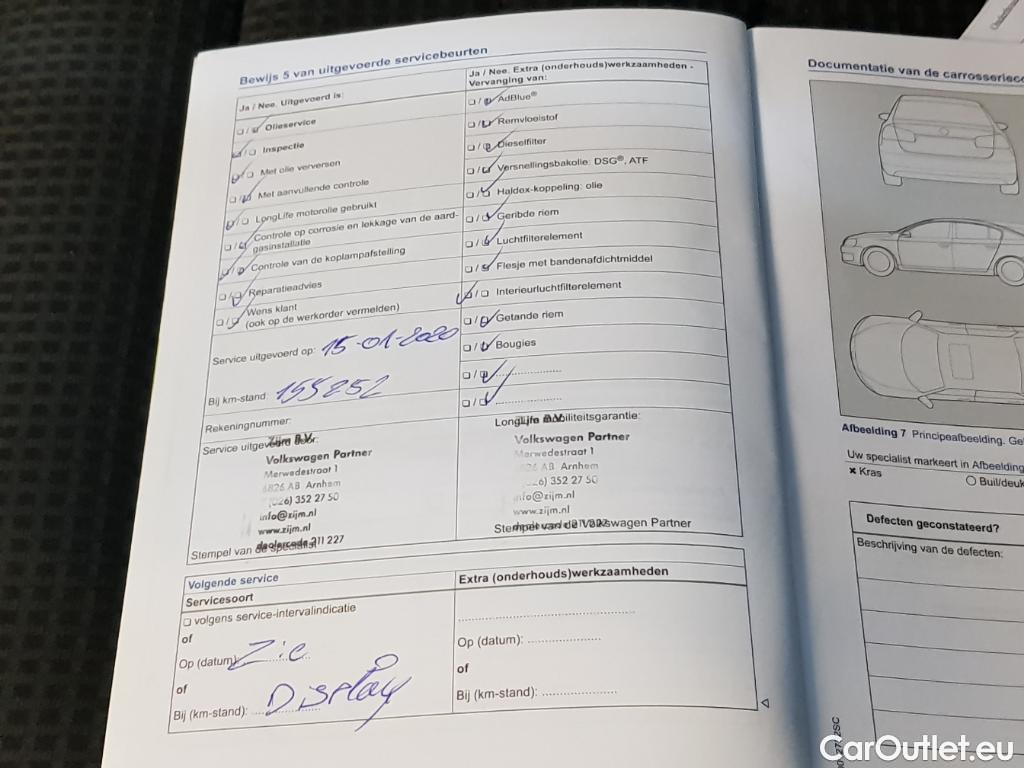 Bewijs 5 van uitgevoerde servicebeurten
Ja / Nee. Uitgevoerd is:
Olieservice
Inspectie
Met olie verversen
Met aanvullende controle
LongLife motorolie gebruikt
Controle op corrosie en lekkage van de aard-
gasinstallatie
Controle van de koplampafstelling
Reparatieadvies
Wens klant
(ook op de werkorder vermelden)
Service uitgevoerd op: 15-01-2020
Bij km-stand: 155252
Rekeningnummer:
Service uitgevoerd door:
Zijm B.V.
Volkswagen Partner
Merwedestraat 1
6826 AB Arnhem
(026) 352 27 50
info@zijm.nl
www.zijm.nl
dealercode 211 227
Stempel van de specialist
Ja / Nee. Extra (onderhouds)werkzaamheden -
Vervanging van:
AdBlue®
Remvloeistof
Dieselfilter
Versnellingsbakolie: DSG®, ATF
Haldex-koppeling: olie
Geribde riem
Luchtfilterelement
Flesje met bandenafdichtmiddel
Interieurluchtfilterelement
Getande riem
Bougies
LongLife mobiliteitsgarantie:
B.V.
Volkswagen Partner
Merwedestraat 1
6826 AB Arnhem
(026) 352 27 50
info@zijm.nl
www.zijm.nl
dealercode 211 227
Stempel van de Volkswagen Partner
Volgende service
Servicesoort
volgens service-intervalindicatie
of
Op (datum): Zie
of
Bij (km-stand): Display
Extra (onderhouds)werkzaamheden
Op (datum):
of
Bij (km-stand):
Documentatie van de carrosserie
Afbeelding 7 Principeafbeelding.
Uw specialist markeert in Afbeelding
× Kras
Buil/deuk
Defecten geconstateerd?
Beschrijving van de defecten:
CarOutlet.eu